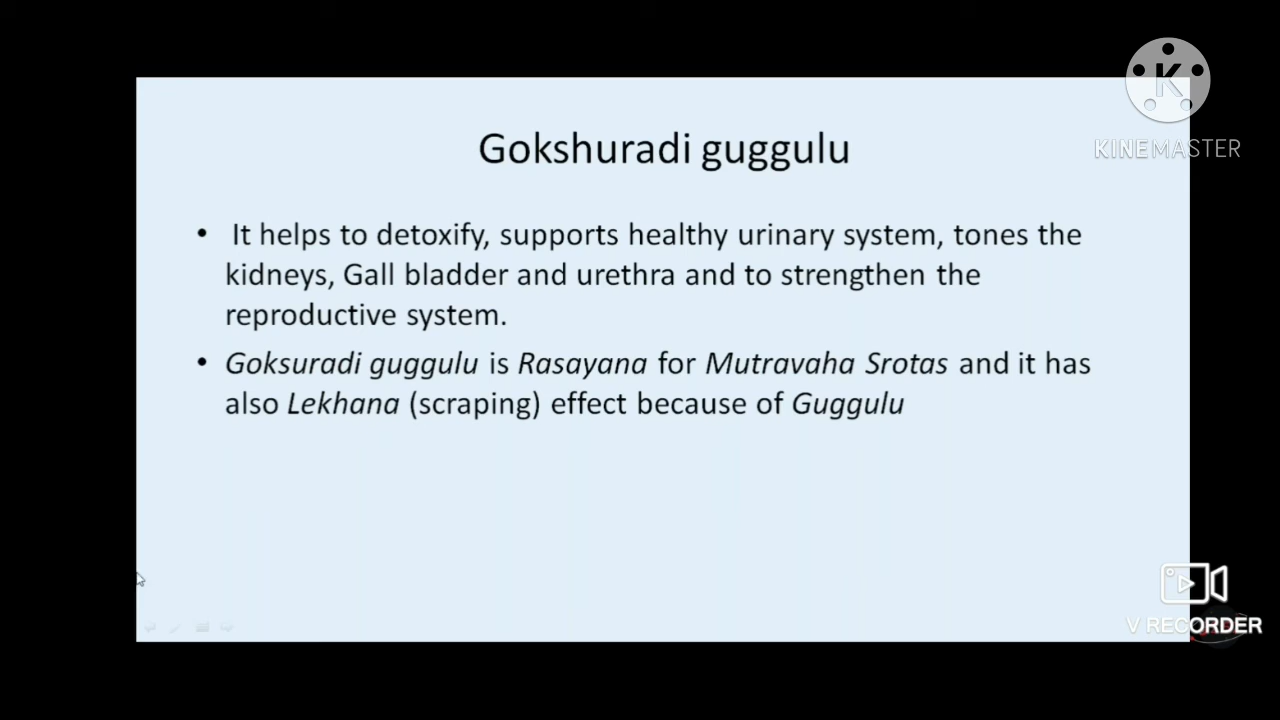 K
KINEMASTER
Gokshuradi guggulu
• It helps to detoxify, supports healthy urinary system, tones the
kidneys, Gall bladder and urethra and to strengthen the
reproductive system.
• Goksuradi guggulu is Rasayana for Mutravaha Srotas and it has
also Lekhana (scraping) effect because of Guggulu
V RECORDER